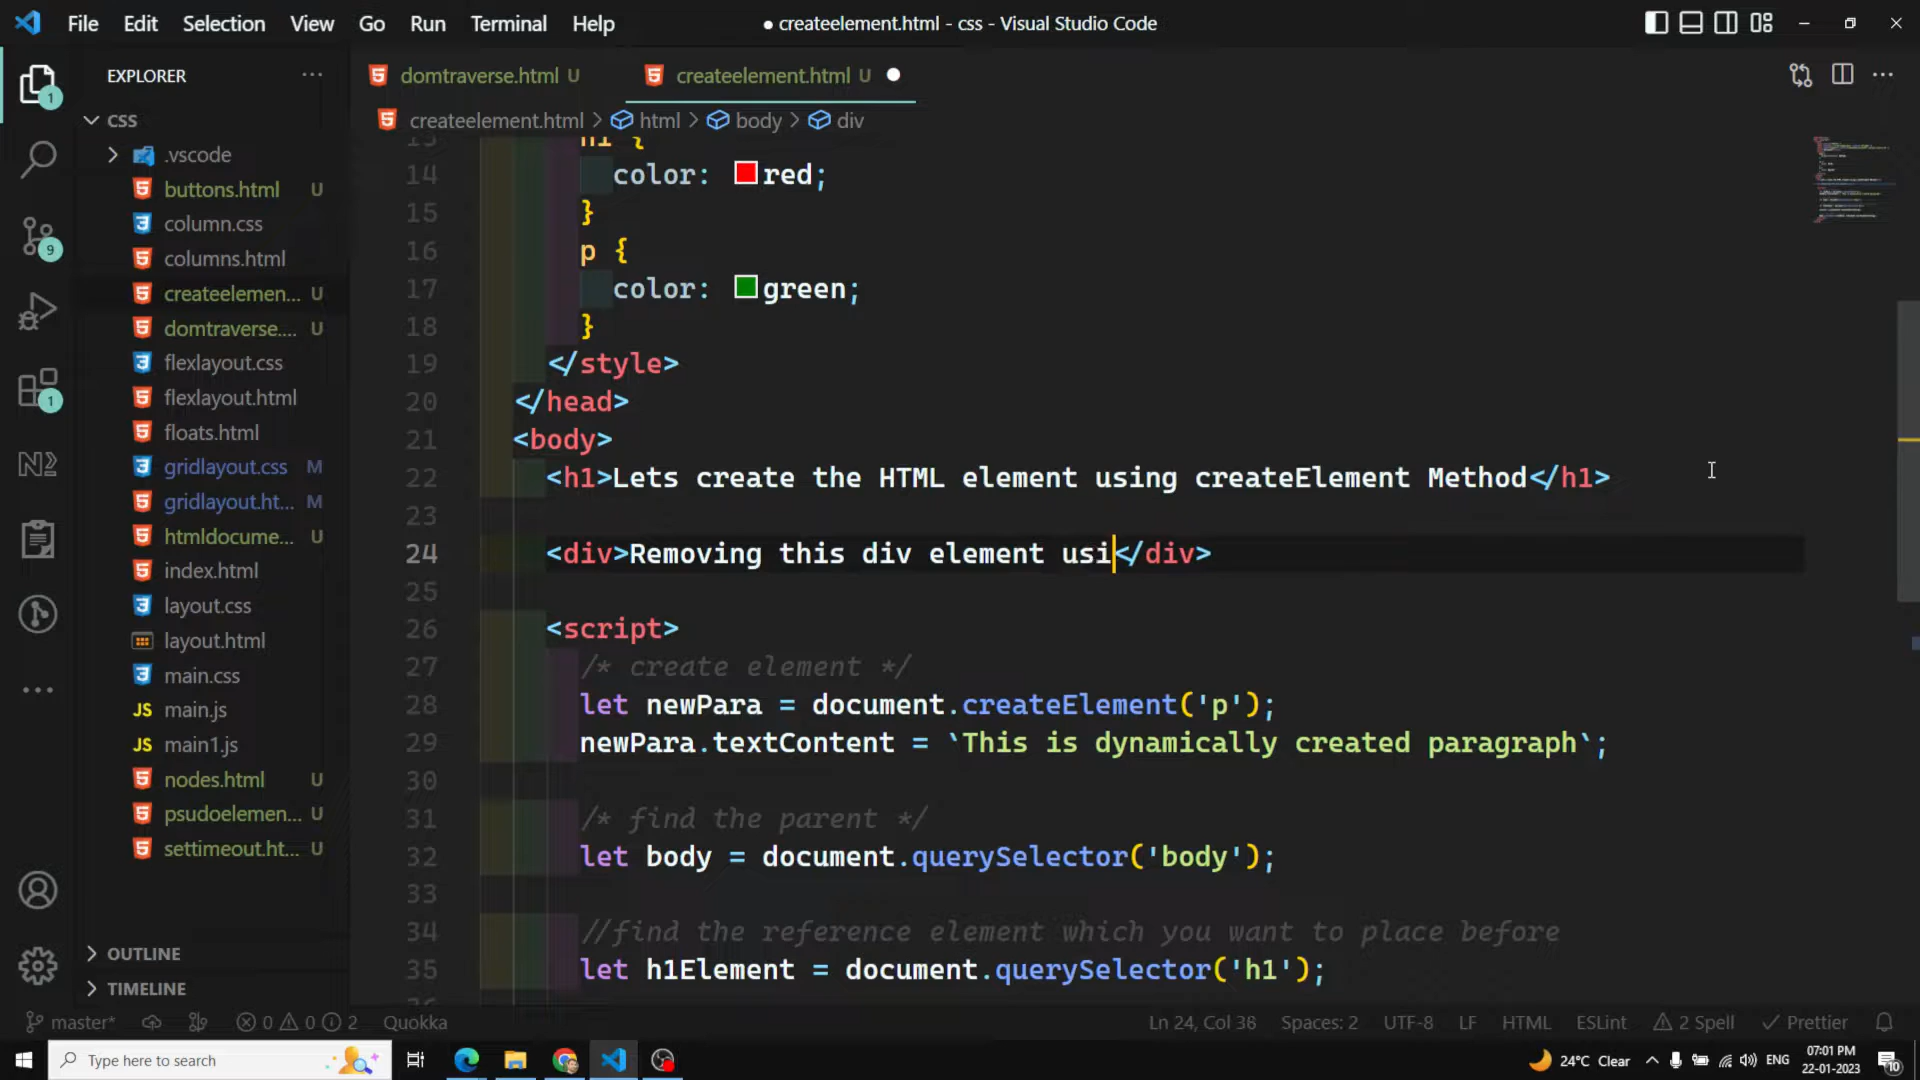 File Edit Selection View Go Run Terminal Help
● createelement.html - css - Visual Studio Code
EXPLORER
CSS
.vscode
buttons.html U
column.css
columns.html
createelemen... U
domtraverse.... U
flexlayout.css
flexlayout.html
floats.html
gridlayout.css M
gridlayout.ht... M
htmldocume... U
index.html
layout.css
layout.html
main.css
JS main.js
JS main1.js
nodes.html U
psudoelemen... U
settimeout.ht... U
OUTLINE
TIMELINE
1
9
1
domtraverse.html U
createelement.html U
createelement.html > html > body > div
13 h1 {
14 color: red;
15 }
16 p {
17 color: green;
18 }
19 </style>
20 </head>
21 <body>
22 <h1>Lets create the HTML element using createElement Method</h1>
23
24 <div>Removing this div element usi</div>
25
26 <script>
27 /* create element */
28 let newPara = document.createElement('p');
29 newPara.textContent = `This is dynamically created paragraph`;
30
31 /* find the parent */
32 let body = document.querySelector('body');
33
34 //find the reference element which you want to place before
35 let h1Element = document.querySelector('h1');
master* 0 0 2 Quokka
Ln 24, Col 36 Spaces: 2 UTF-8 LF HTML ESLint 2 Spell Prettier
Type here to search
24°C Clear ENG
07:01 PM
22-01-2023
10